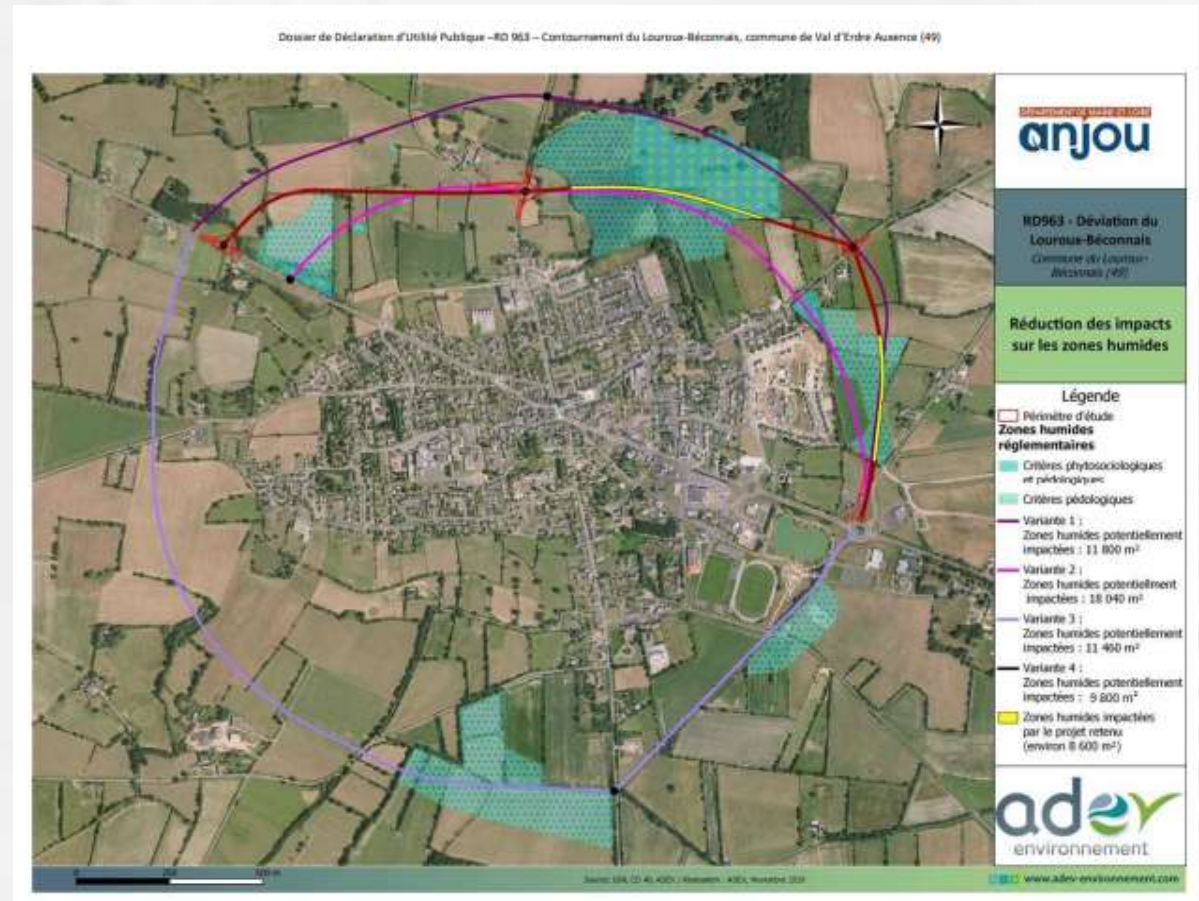 Dossier de Déclaration d'Utilité Publique –RD 963 – Contournement du Louroux-Béconnais, commune de Val d'Erdre Auxence (49)
DÉPARTEMENT DE MAINE ET LOIRE
anjou
RD963 - Déviation du
Louroux-Béconnais
Commune du Louroux-
Béconnais (49)
Réduction des impacts
sur les zones humides
Légende
Périmètre d'étude
Zones humides
réglementaires
Critères phytosociologiques
et pédologiques
Critères pédologiques
Variante 1 :
Zones humides potentiellement
impactées : 11 800 m²
Variante 2 :
Zones humides potentiellement
impactées : 18 040 m²
Variante 3 :
Zones humides potentiellement
impactées : 11 460 m²
Variante 4 :
Zones humides potentiellement
impactées : 9 800 m²
Zones humides impactées
par le projet retenu
(environ 8 600 m²)
adev
environnement
0 250 500 m
www.adev-environnement.com